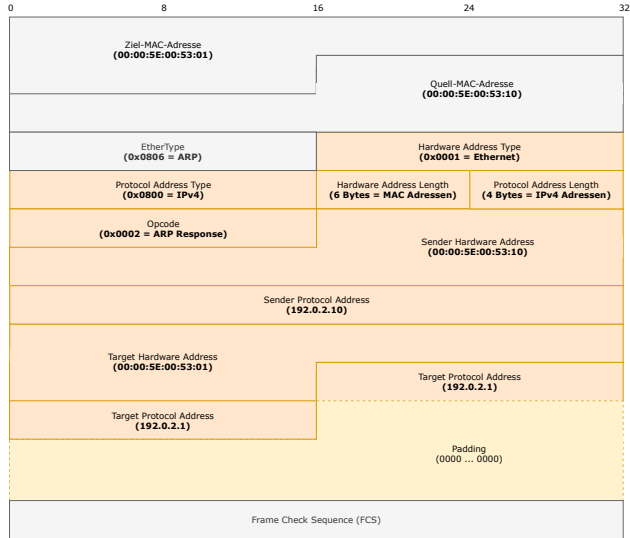 0 8 16 24 32
Ziel-MAC-Adresse
(00:00:5E:00:53:01)
Quell-MAC-Adresse
(00:00:5E:00:53:10)
EtherType
(0x0806 = ARP)
Hardware Address Type
(0x0001 = Ethernet)
Protocol Address Type
(0x0800 = IPv4)
Hardware Address Length
(6 Bytes = MAC Adressen)
Protocol Address Length
(4 Bytes = IPv4 Adressen)
Opcode
(0x0002 = ARP Response)
Sender Hardware Address
(00:00:5E:00:53:10)
Sender Protocol Address
(192.0.2.10)
Target Hardware Address
(00:00:5E:00:53:01)
Target Protocol Address
(192.0.2.1)
Target Protocol Address
(192.0.2.1)
Padding
(0000 ... 0000)
Frame Check Sequence (FCS)